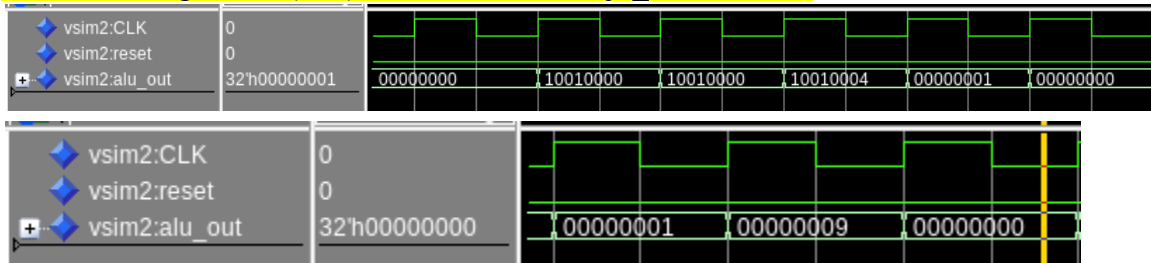 vsim2:CLK 0
vsim2:reset 0
vsim2:alu_out 32'h00000001 00000000 10010000 10010000 10010004 00000001 00000000
vsim2:CLK 0
vsim2:reset 0
vsim2:alu_out 32'h00000000 00000001 00000009 00000000